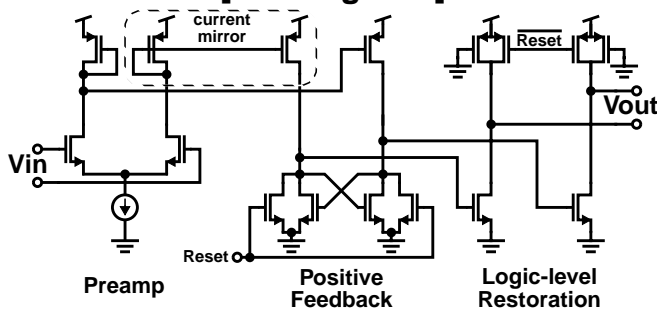 current
mirror
Reset
Vin
Vout
Reset
Preamp
Positive
Feedback
Logic-level
Restoration